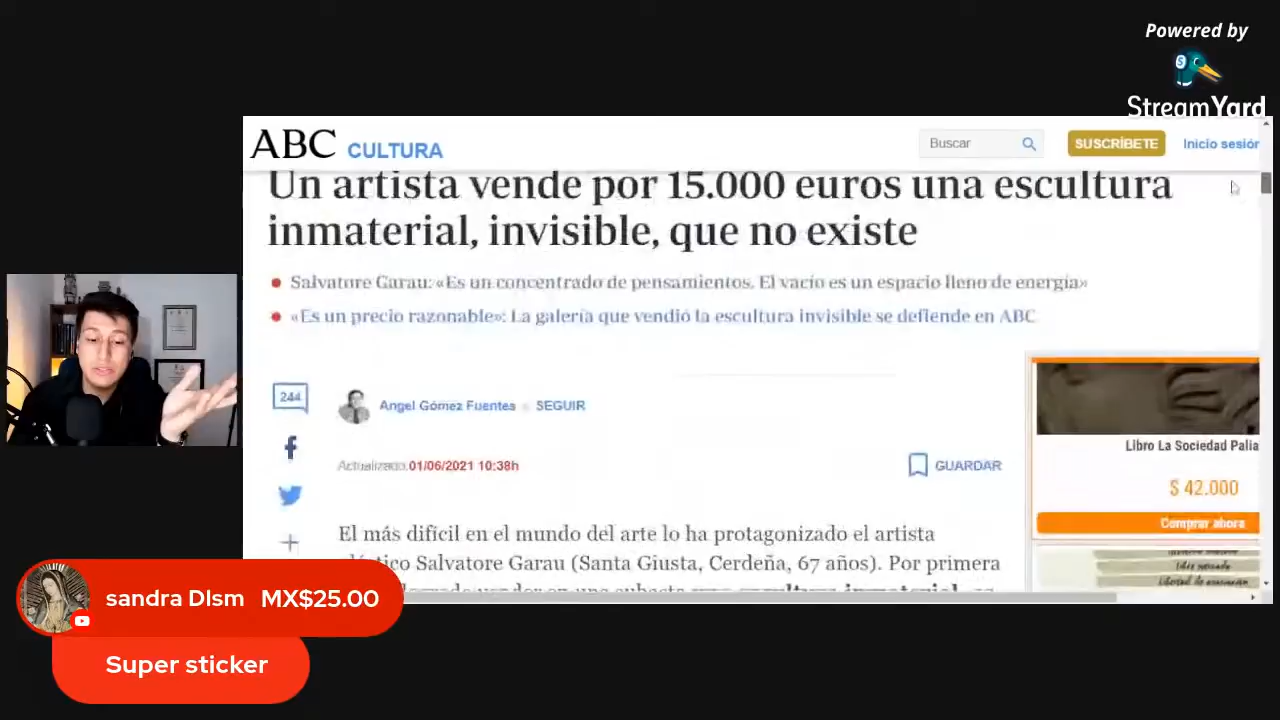 Powered by
StreamYard
ABC CULTURA
Buscar
SUSCRÍBETE
Inicio sesión
Un artista vende por 15.000 euros una escultura
inmaterial, invisible, que no existe
Salvatore Garau: «Es un concentrado de pensamientos. El vacío es un espacio lleno de energía»
«Es un precio razonable»: La galería que vendió la escultura invisible se defiende en ABC
244
Angel Gómez Fuentes
SEGUIR
Actualizado:01/06/2021 10:38h
GUARDAR
Libro La Sociedad Palia
$ 42.000
Comprar ahora
El más difícil en el mundo del arte lo ha protagonizado el artista
Salvatore Garau (Santa Giusta, Cerdeña, 67 años). Por primera
sandra Dlsm MX$25.00
Super sticker